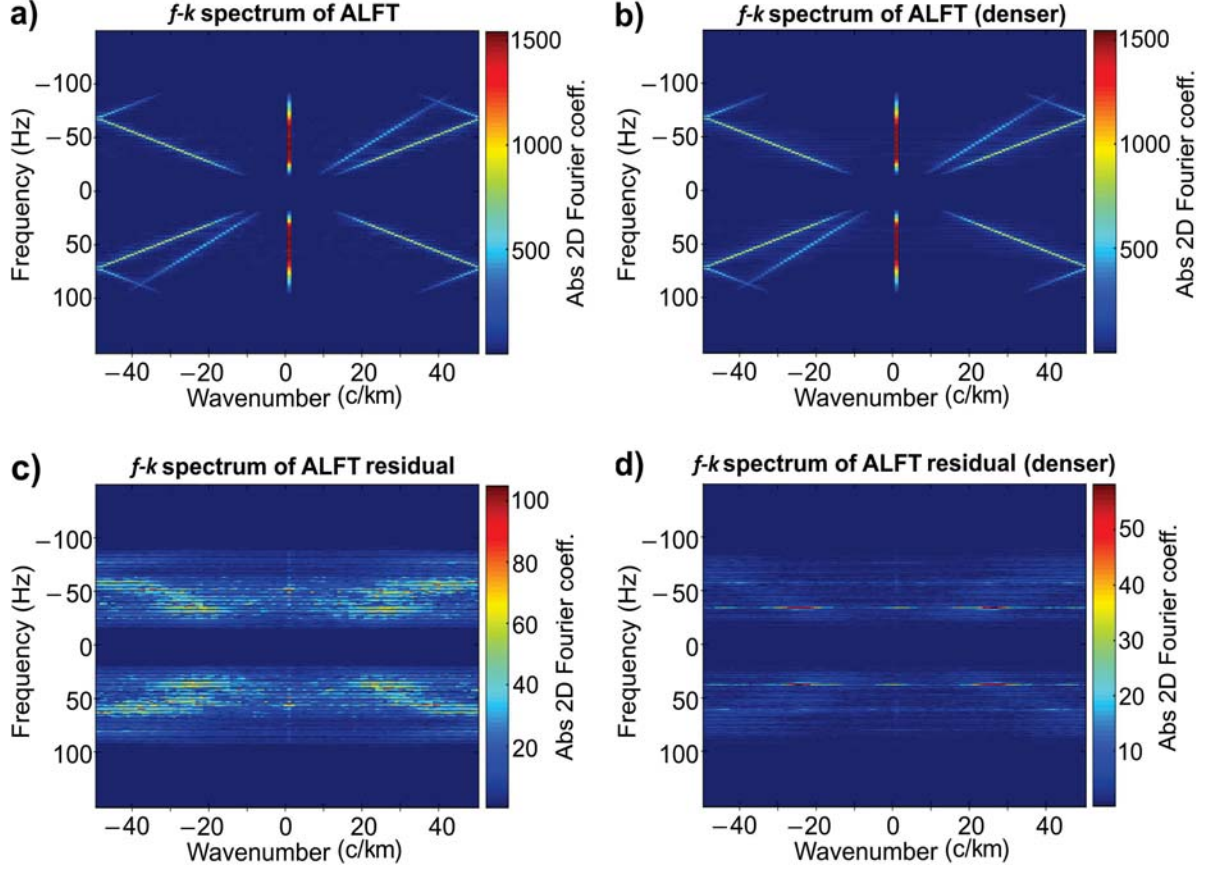 a)
f-k spectrum of ALFT
−100
−50
0
50
100
Frequency (Hz)
−40
−20
0
20
40
Wavenumber (c/km)
1500
1000
500
Abs 2D Fourier coeff.
b)
f-k spectrum of ALFT (denser)
−100
−50
0
50
100
Frequency (Hz)
−40
−20
0
20
40
Wavenumber (c/km)
1500
1000
500
Abs 2D Fourier coeff.
c)
f-k spectrum of ALFT residual
−100
−50
0
50
100
Frequency (Hz)
−40
−20
0
20
40
Wavenumber (c/km)
100
80
60
40
20
Abs 2D Fourier coeff.
d)
f-k spectrum of ALFT residual (denser)
−100
−50
0
50
100
Frequency (Hz)
−40
−20
0
20
40
Wavenumber (c/km)
50
40
30
20
10
Abs 2D Fourier coeff.